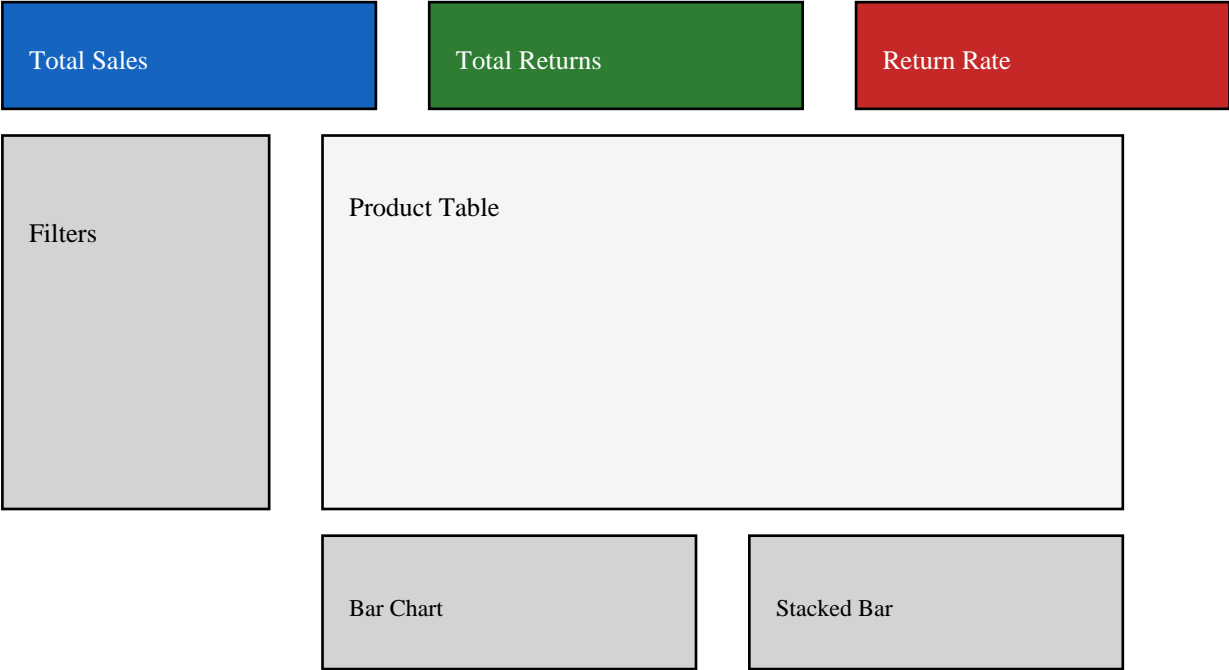 Total Sales
Total Returns
Return Rate
Filters
Product Table
Bar Chart
Stacked Bar